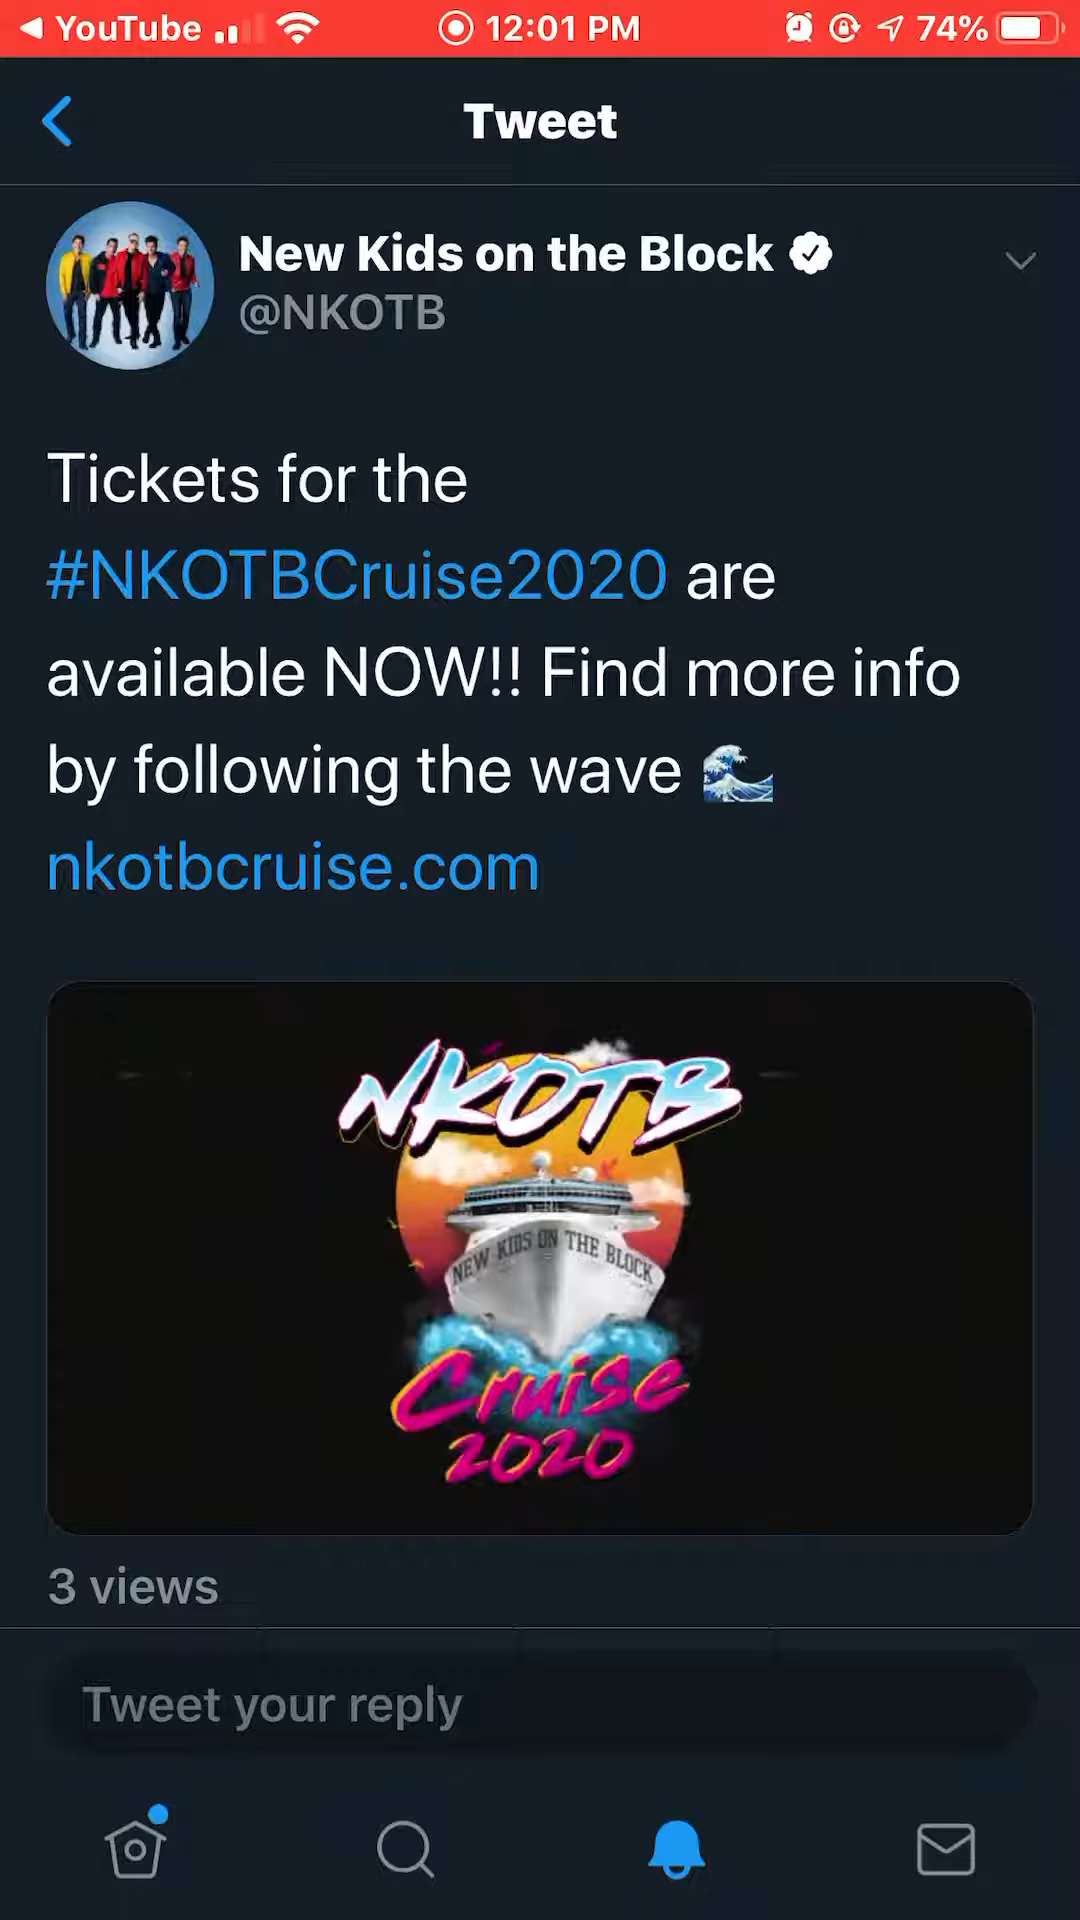 YouTube 12:01 PM 74%
Tweet
New Kids on the Block
@NKOTB
Tickets for the
#NKOTBCruise2020 are
available NOW!! Find more info
by following the wave 🌊
nkotbcruise.com
NKOTB
NEW KIDS ON THE BLOCK
Cruise
2020
3 views
Tweet your reply